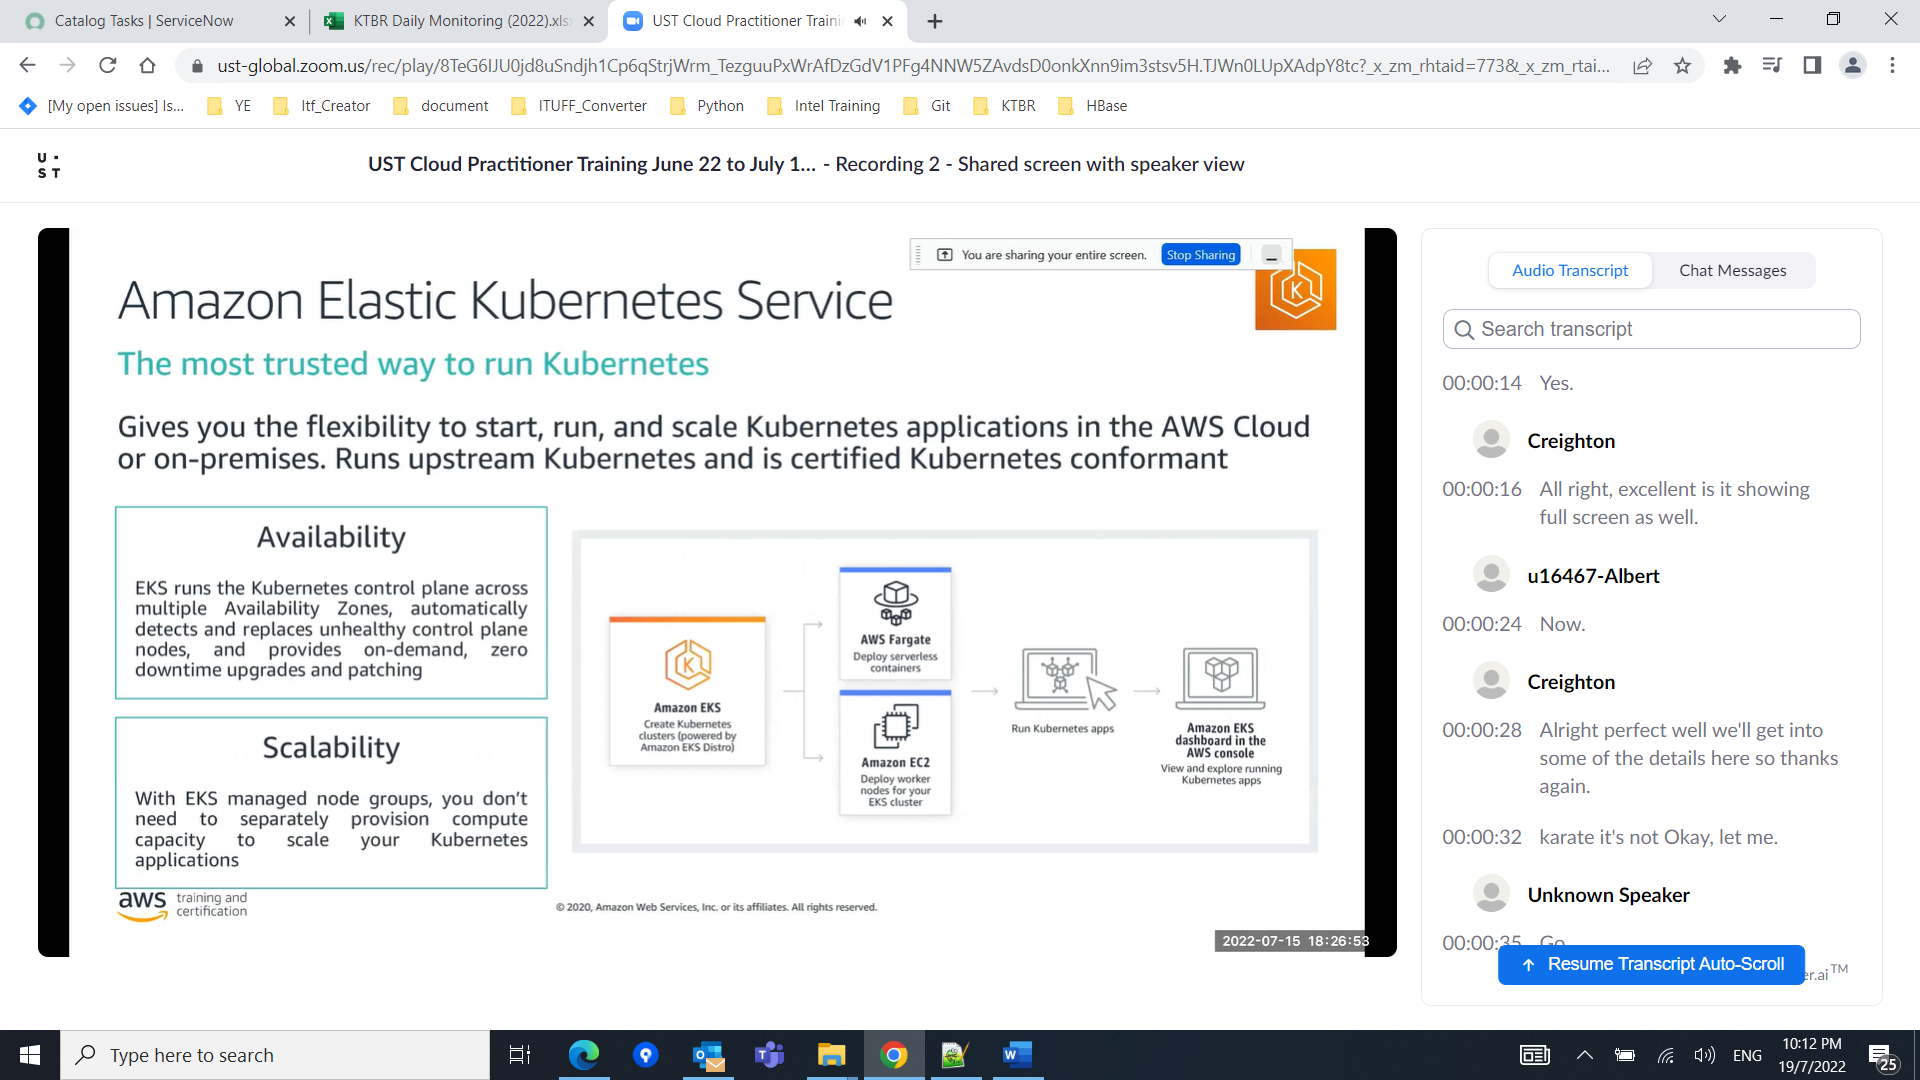 Catalog Tasks | ServiceNow
KTBR Daily Monitoring (2022).xls
UST Cloud Practitioner Traini
ust-global.zoom.us/rec/play/8TeG6IJU0jd8uSndjh1Cp6qStrjWrm_TezguuPxWrAfDzGdV1PFg4NNW5ZAvdsD0onkXnn9im3stsv5H.TJWn0LUpXAdpY8tc?_x_zm_rhtaid=773&_x_zm_rtai...
[My open issues] Is...
YE
Itf_Creator
document
ITUFF_Converter
Python
Intel Training
Git
KTBR
HBase
U ·
S T
UST Cloud Practitioner Training June 22 to July 1... - Recording 2 - Shared screen with speaker view
You are sharing your entire screen. Stop Sharing
Amazon Elastic Kubernetes Service
The most trusted way to run Kubernetes
Gives you the flexibility to start, run, and scale Kubernetes applications in the AWS Cloud
or on-premises. Runs upstream Kubernetes and is certified Kubernetes conformant
Availability
EKS runs the Kubernetes control plane across
multiple Availability Zones, automatically
detects and replaces unhealthy control plane
nodes, and provides on-demand, zero
downtime upgrades and patching
Scalability
With EKS managed node groups, you don't
need to separately provision compute
capacity to scale your Kubernetes
applications
K
Amazon EKS
Create Kubernetes
clusters (powered by
Amazon EKS Distro)
AWS Fargate
Deploy serverless
containers
Amazon EC2
Deploy worker
nodes for your
EKS cluster
Run Kubernetes apps
Amazon EKS
dashboard in the
AWS console
View and explore running
Kubernetes apps
aws training and
certification
© 2020, Amazon Web Services, Inc. or its affiliates. All rights reserved.
2022-07-15 18:26:53
Audio Transcript
Chat Messages
Search transcript
00:00:14 Yes.
Creighton
00:00:16 All right, excellent is it showing
full screen as well.
u16467-Albert
00:00:24 Now.
Creighton
00:00:28 Alright perfect well we'll get into
some of the details here so thanks
again.
00:00:32 karate it's not Okay, let me.
Unknown Speaker
00:00:35 Go
Resume Transcript Auto-Scroll
er.ai™
Type here to search
ENG
10:12 PM
19/7/2022
25